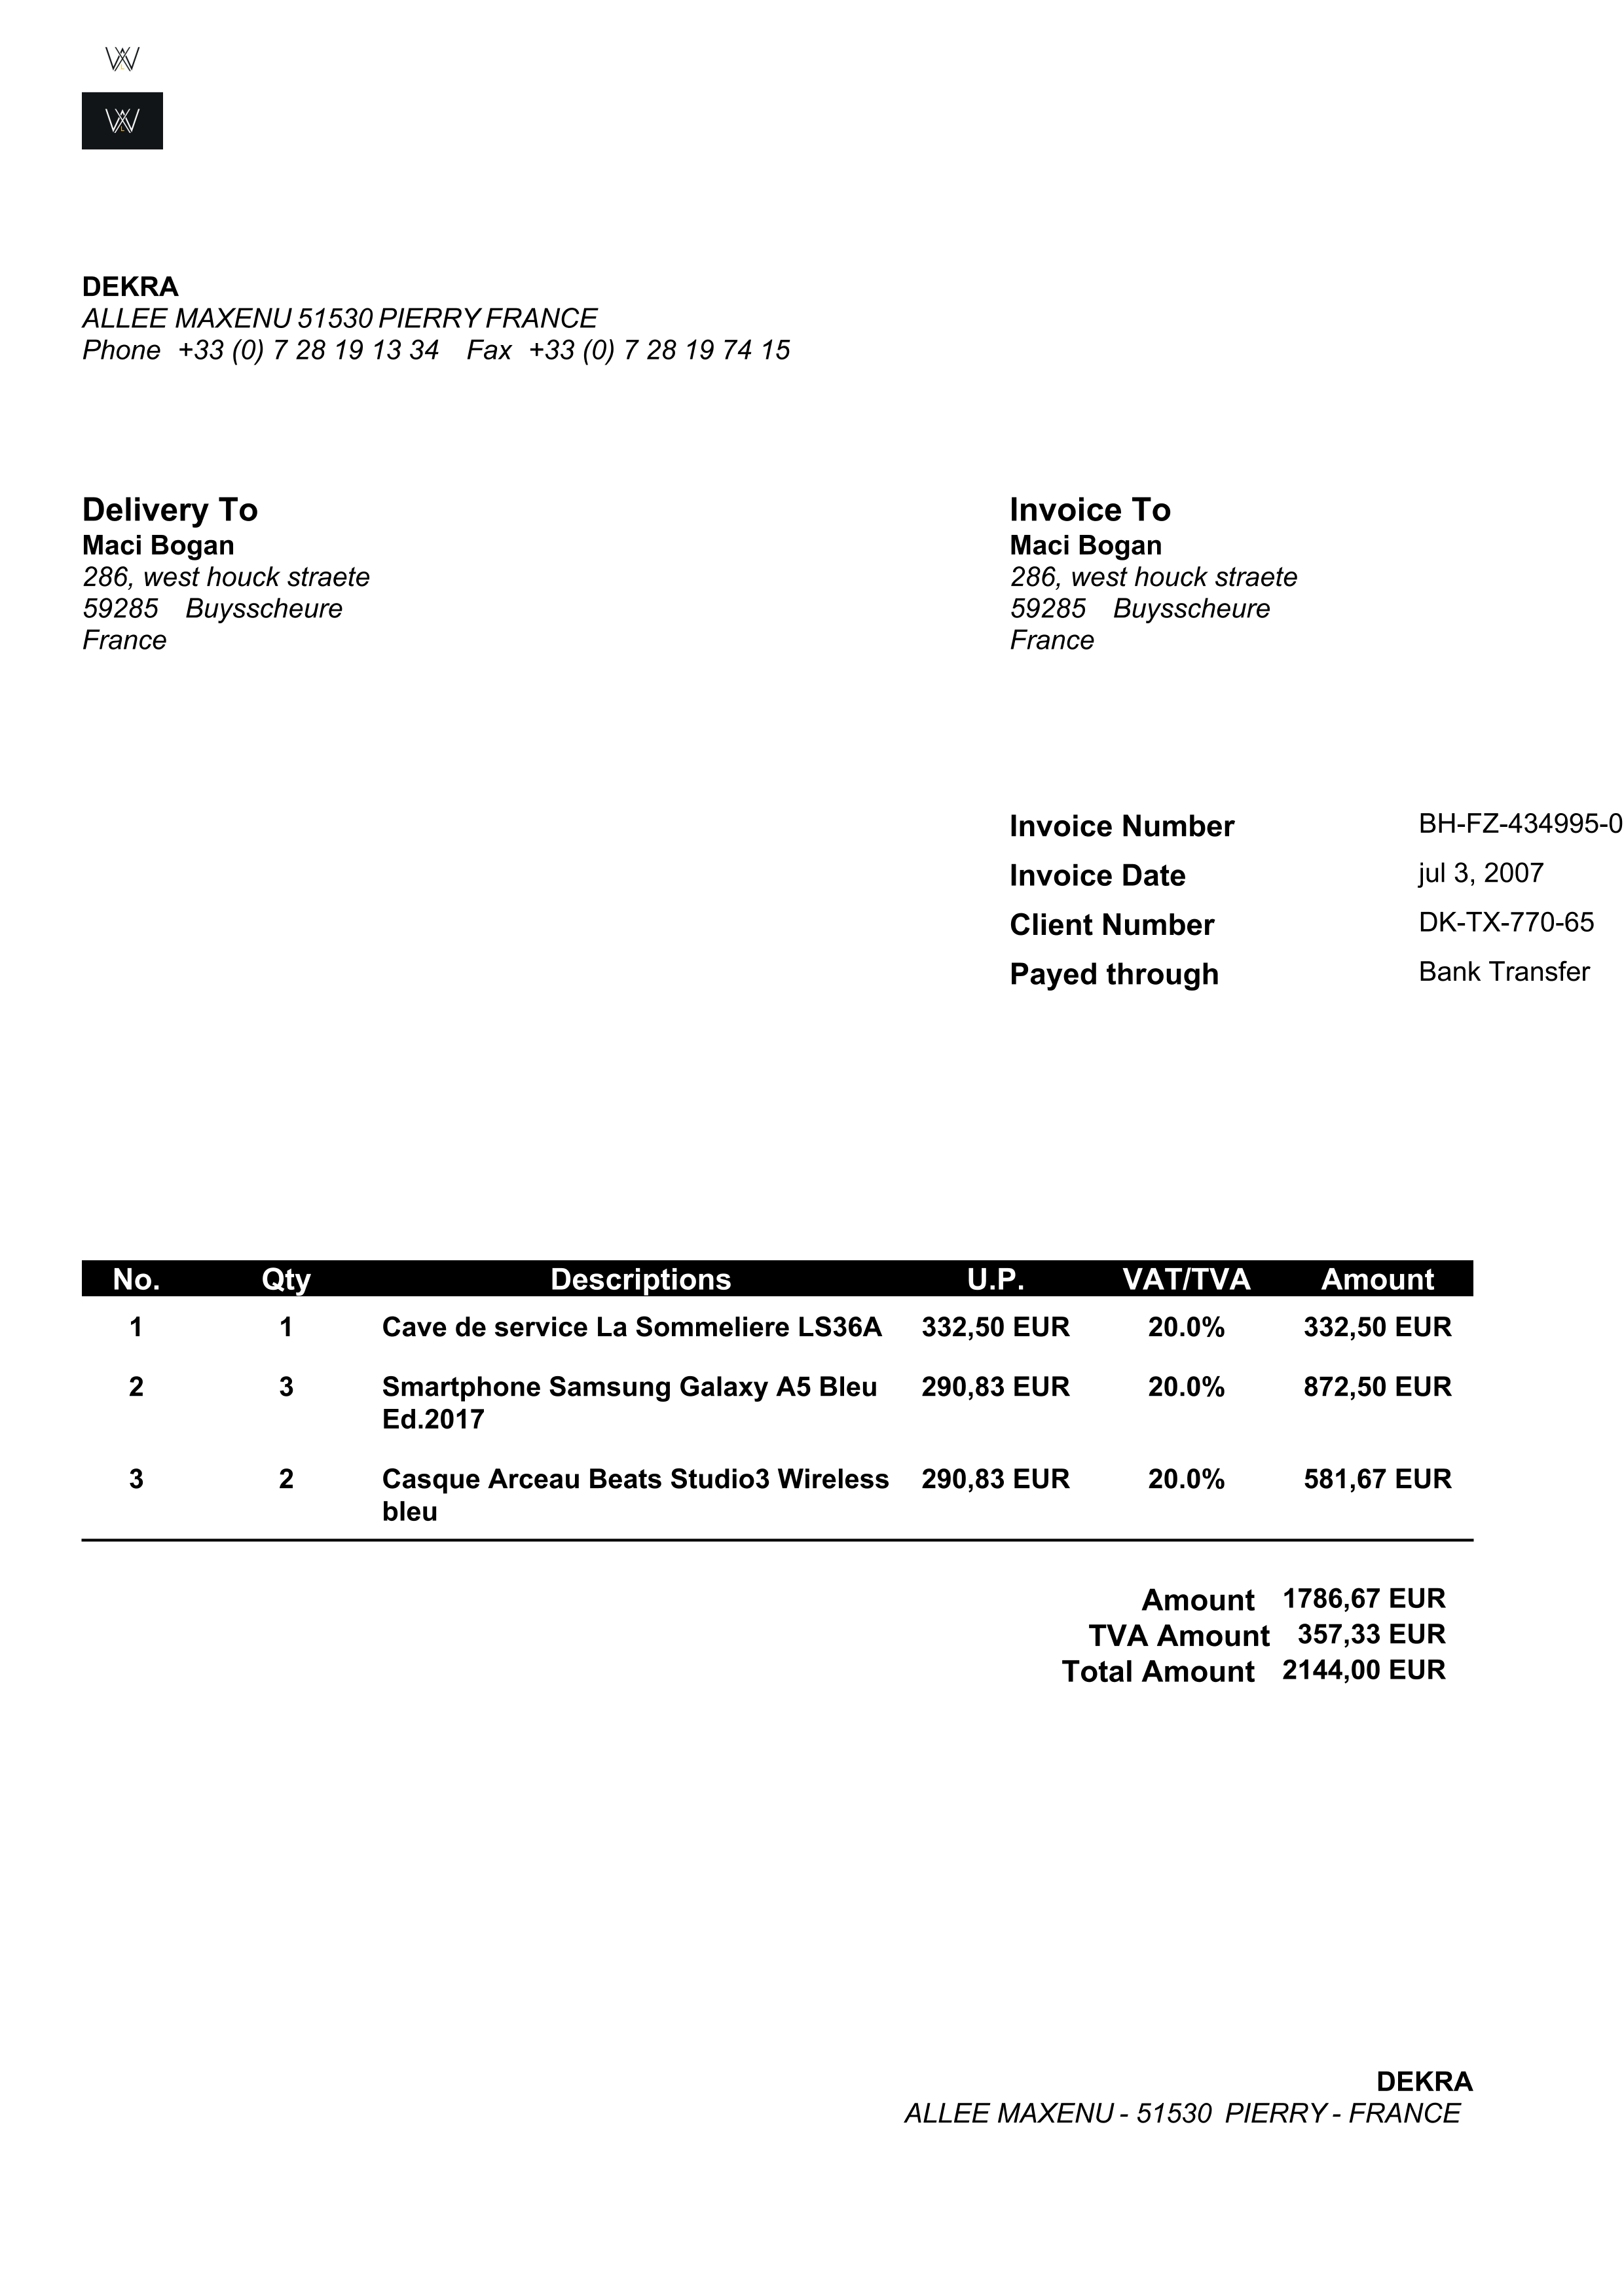 DEKRA
ALLEE MAXENU 51530 PIERRY FRANCE
Phone +33 (0) 7 28 19 13 34 Fax +33 (0) 7 28 19 74 15
Delivery To
Maci Bogan
286, west houck straete
59285 Buysscheure
France
Invoice To
Maci Bogan
286, west houck straete
59285 Buysscheure
France
Invoice Number BH-FZ-434995-0
Invoice Date jul 3, 2007
Client Number DK-TX-770-65
Payed through Bank Transfer
No. Qty Descriptions U.P. VAT/TVA Amount
1 1 Cave de service La Sommeliere LS36A 332,50 EUR 20.0% 332,50 EUR
2 3 Smartphone Samsung Galaxy A5 Bleu 290,83 EUR 20.0% 872,50 EUR
Ed.2017
3 2 Casque Arceau Beats Studio3 Wireless 290,83 EUR 20.0% 581,67 EUR
bleu
Amount 1786,67 EUR
TVA Amount 357,33 EUR
Total Amount 2144,00 EUR
DEKRA
ALLEE MAXENU - 51530 PIERRY - FRANCE